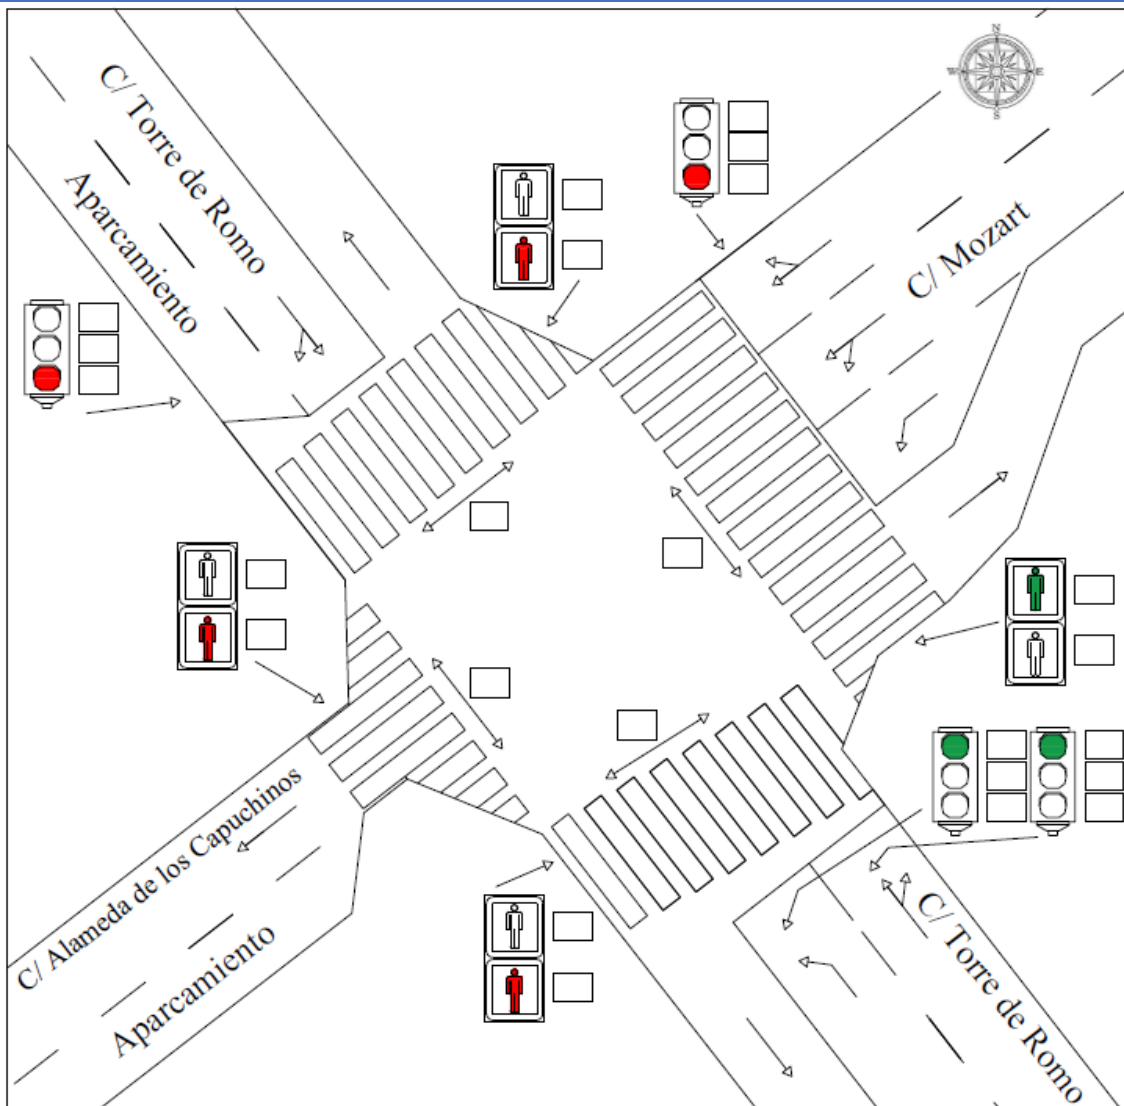 N
W
E
S
C/ Torre de Romo
Aparcamiento
C/ Mozart
C/ Alameda de los Capuchinos
Aparcamiento
C/ Torre de Romo